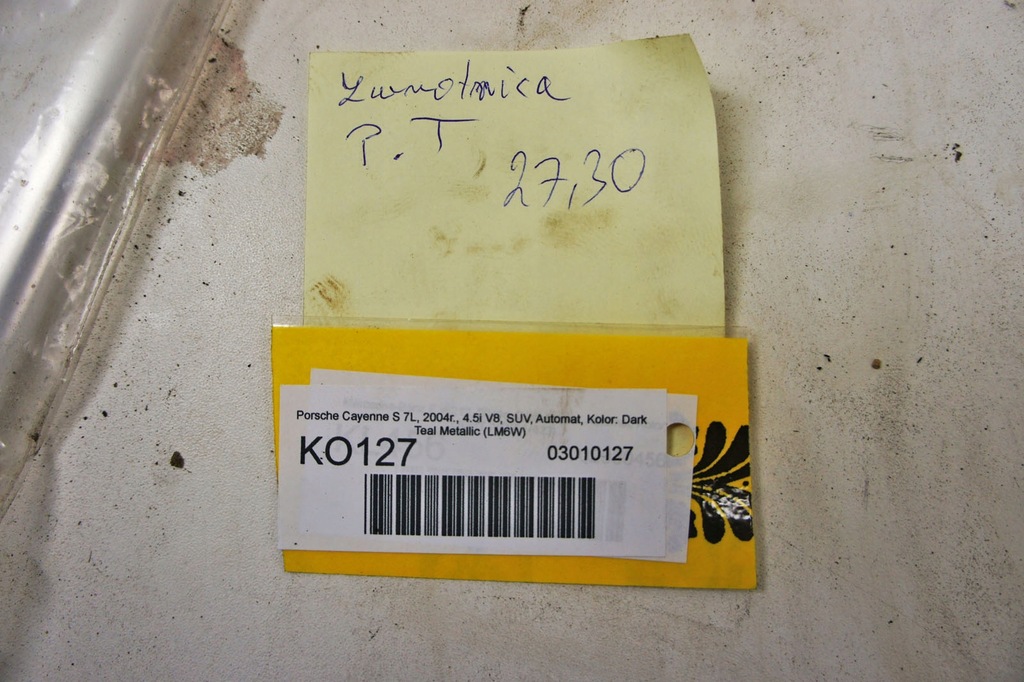 Zwrotnica
P.T
27,30
Porsche Cayenne S 7L, 2004r., 4.5i V8, SUV, Automat, Kolor: Dark
Teal Metallic (LM6W)
KO127 03010127